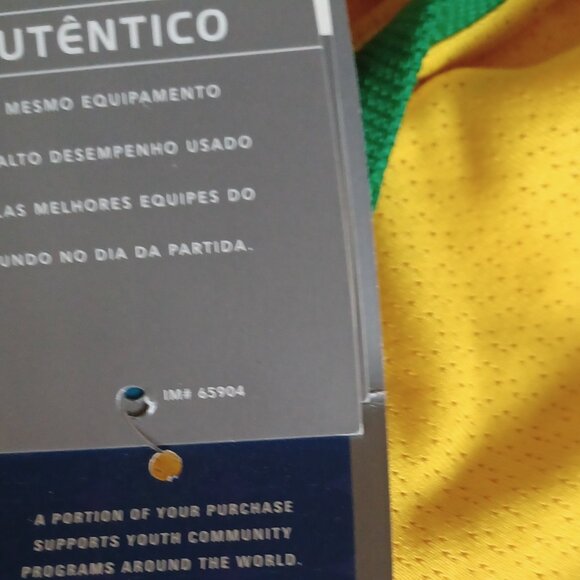 UTÊNTICO
MESMO EQUIPAMENTO
ALTO DESEMPENHO USADO
LAS MELHORES EQUIPES DO
UNDO NO DIA DA PARTIDA.
IM# 65904
A PORTION OF YOUR PURCHASE
SUPPORTS YOUTH COMMUNITY
PROGRAMS AROUND THE WORLD.